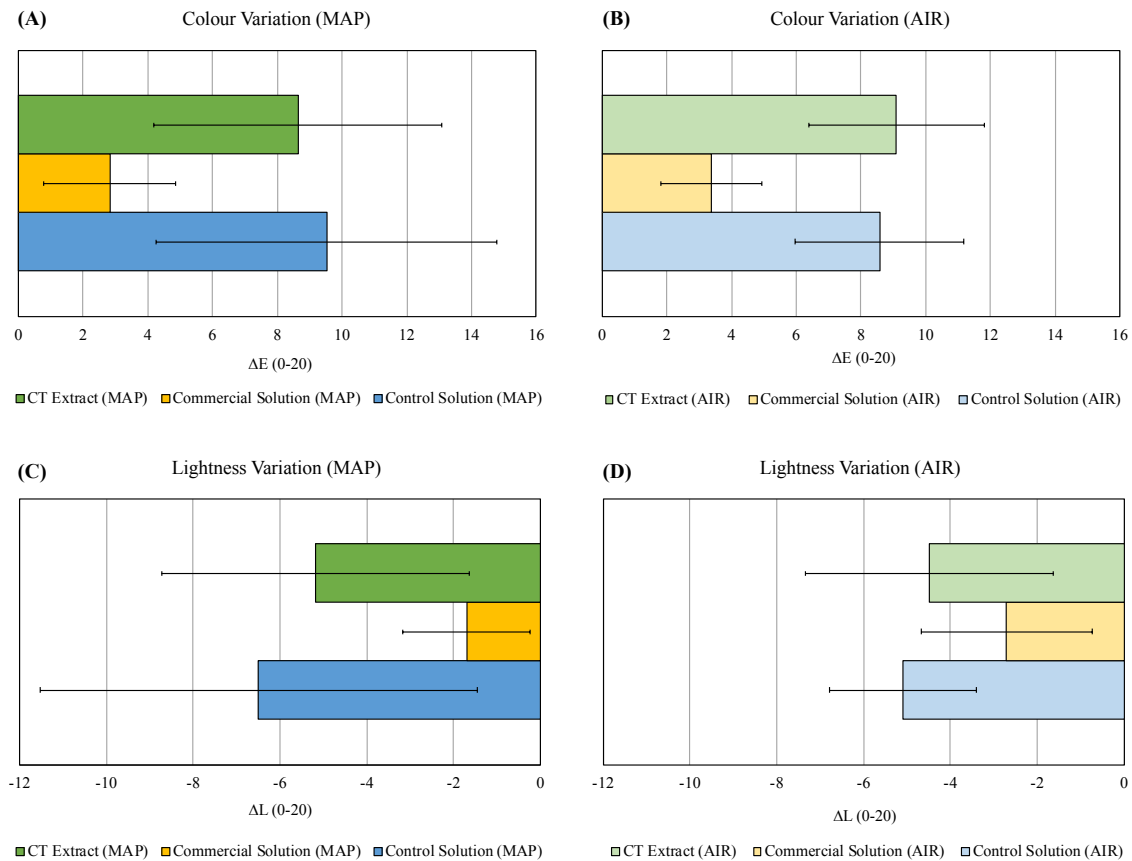 (A) Colour Variation (MAP)
0 2 4 6 8 10 12 14 16
ΔE (0-20)
CT Extract (MAP) Commercial Solution (MAP) Control Solution (MAP)
(B) Colour Variation (AIR)
0 2 4 6 8 10 12 14 16
ΔE (0-20)
CT Extract (AIR) Commercial Solution (AIR) Control Solution (AIR)
(C) Lightness Variation (MAP)
-12 -10 -8 -6 -4 -2 0
ΔL (0-20)
CT Extract (MAP) Commercial Solution (MAP) Control Solution (MAP)
(D) Lightness Variation (AIR)
-12 -10 -8 -6 -4 -2 0
ΔL (0-20)
CT Extract (AIR) Commercial Solution (AIR) Control Solution (AIR)